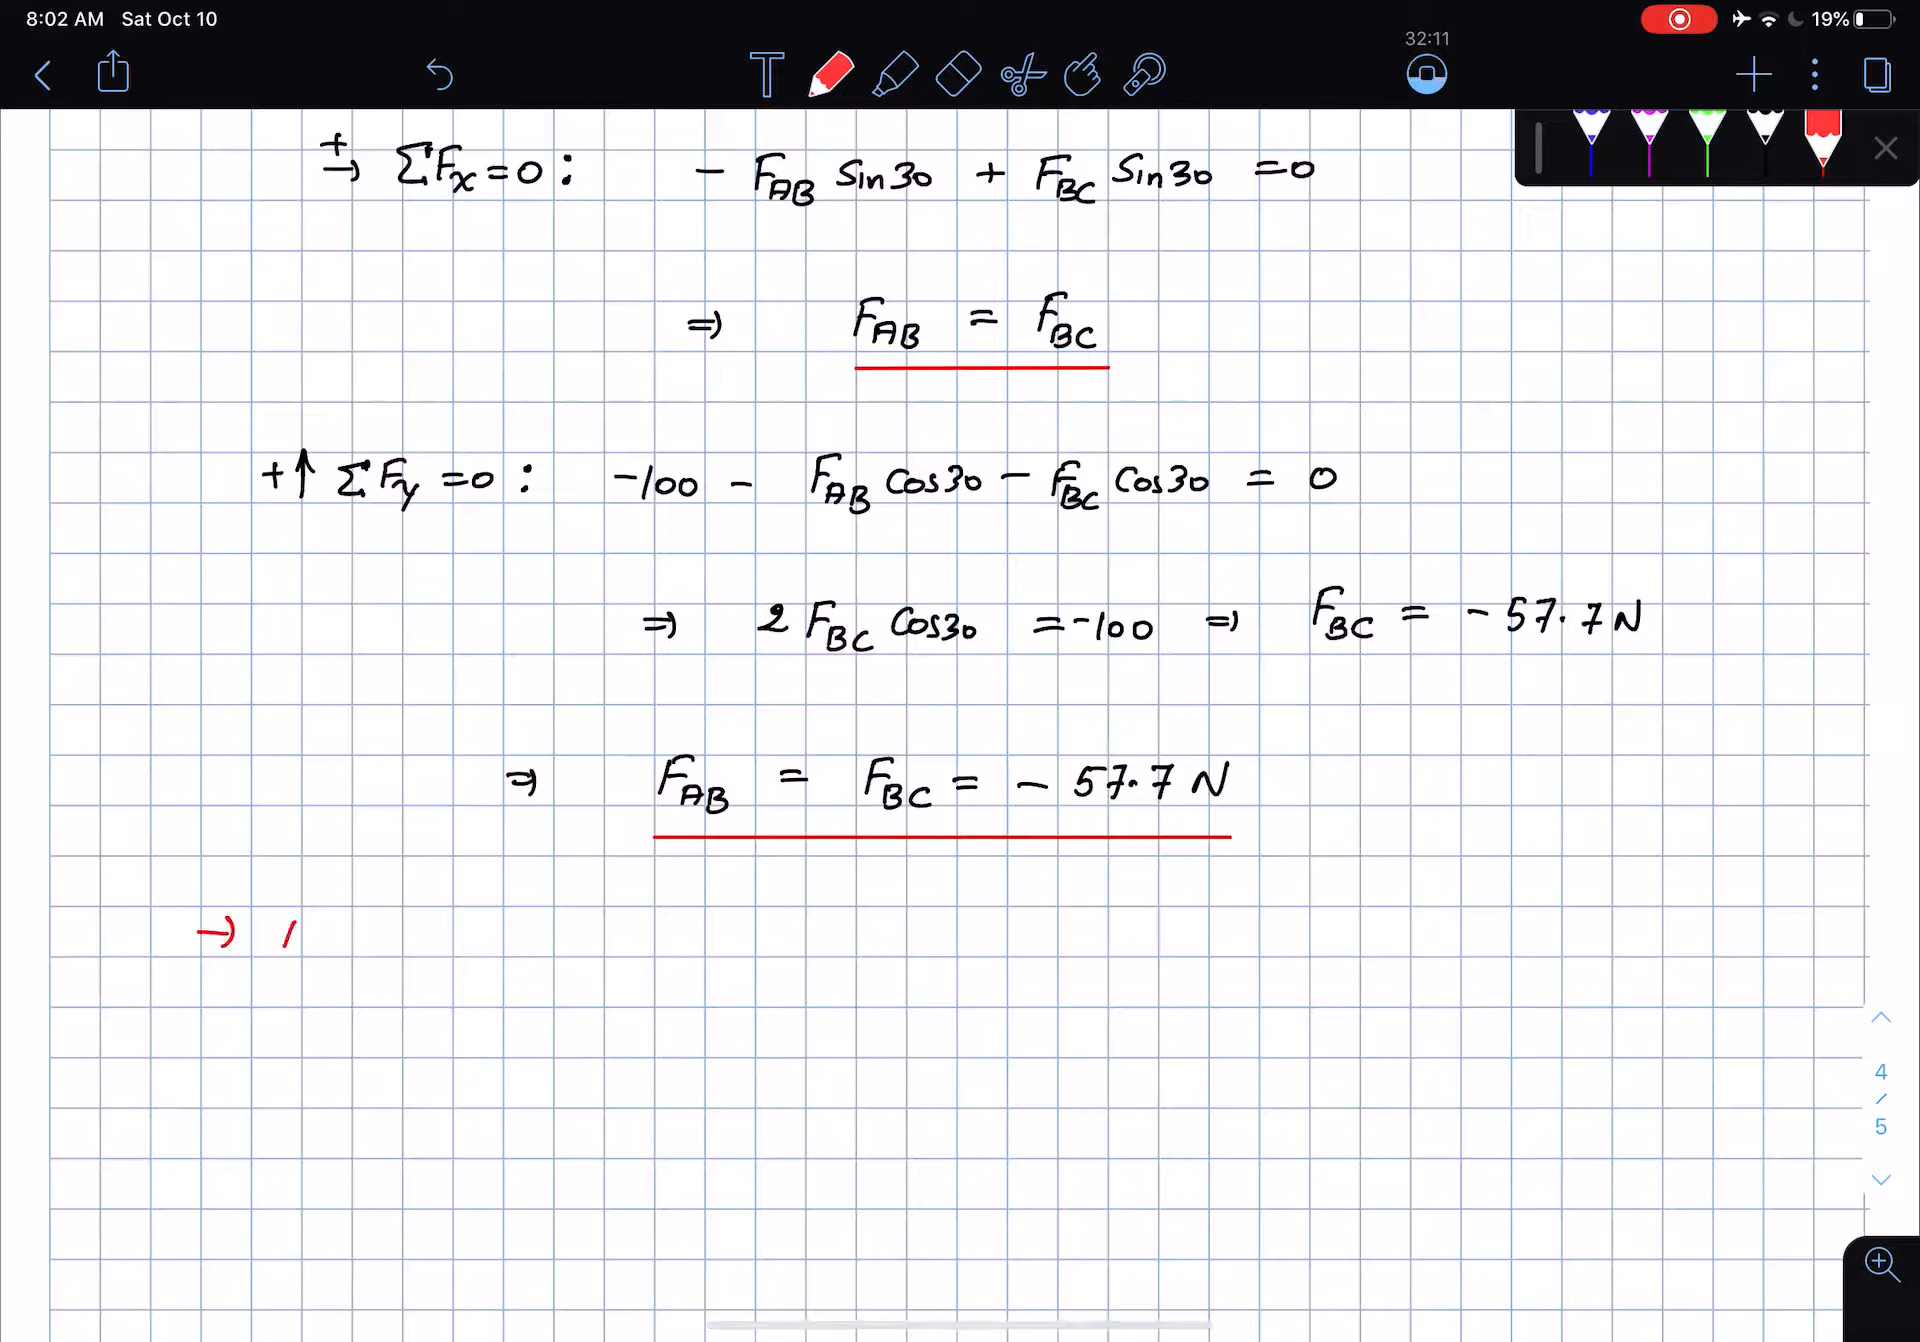 8:02 AM Sat Oct 10
19%
32:11
T
+→ ΣFx=0: - FAB Sin30 + FBC Sin30 =0
⇒ FAB = FBC
+↑ ΣFy=0: -100 - FAB Cos30 - FBC Cos30 = 0
⇒ 2 FBC Cos30 =-100 ⇒ FBC = -57.7N
⇒ FAB = FBC = - 57.7 N
→
4
/
5